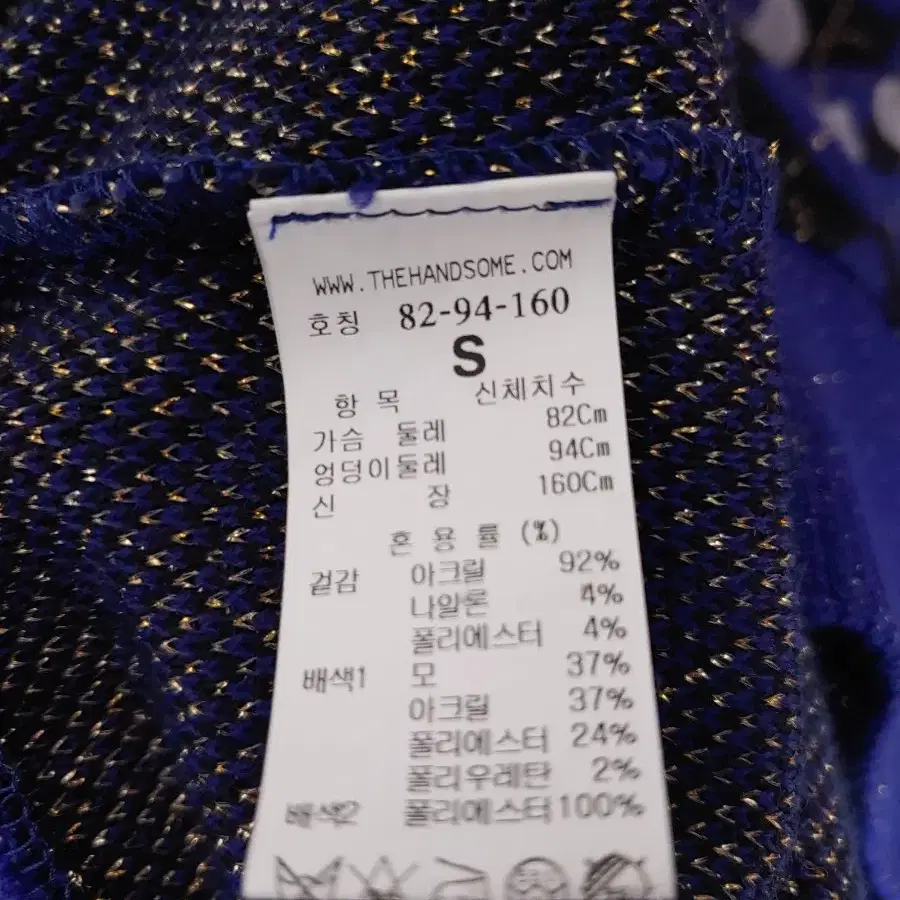 WWW.THEHANDSOME.COM
호칭 82-94-160
S
항 목 신체치수
가슴 둘레 82Cm
엉덩이둘레 94Cm
신 장 160Cm
혼 용 률 (%)
겉감 아크릴 92%
나일론 4%
폴리에스터 4%
배색1 모 37%
아크릴 37%
폴리에스터 24%
폴리우레탄 2%
배색2 폴리에스터 100%